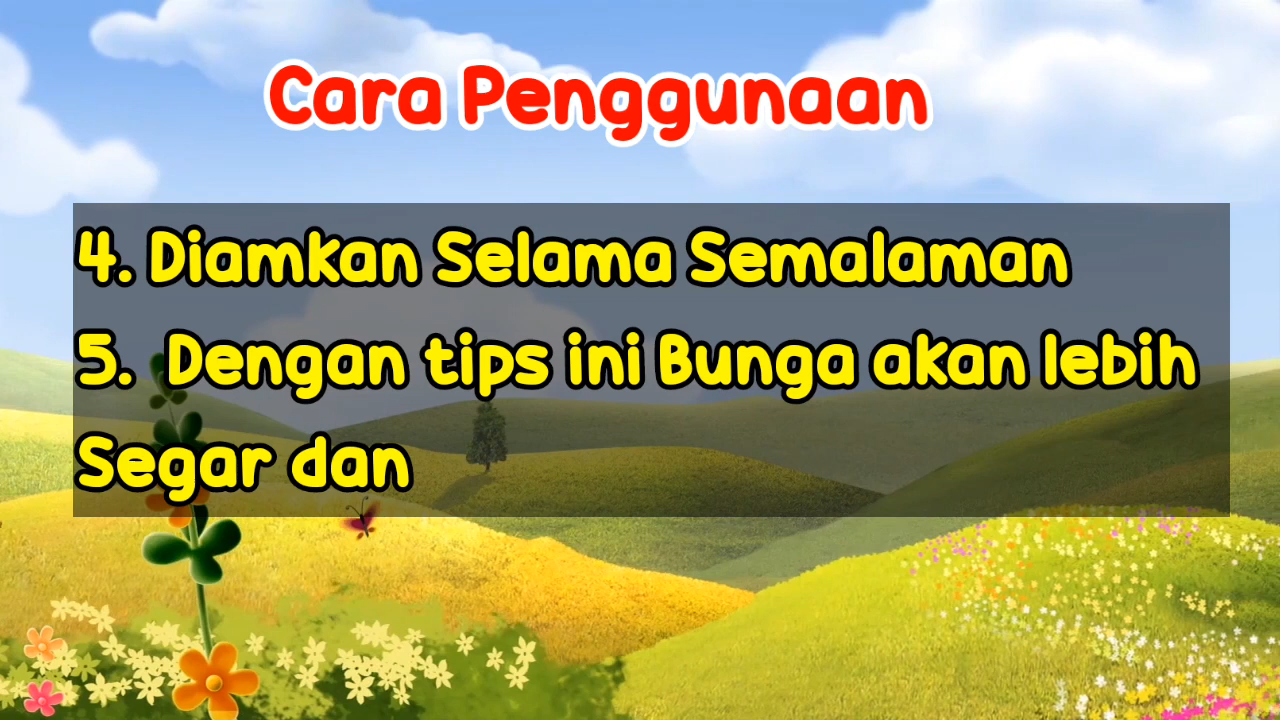 Cara Penggunaan
4. Diamkan Selama Semalaman
5. Dengan tips ini Bunga akan lebih
Segar dan